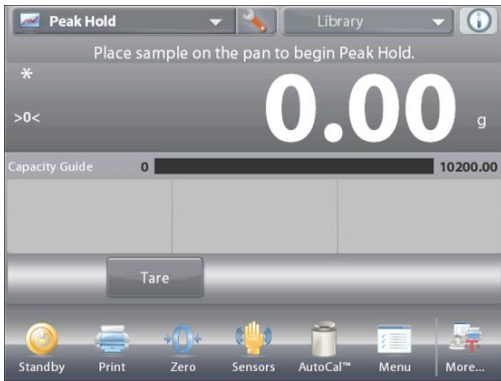 Peak Hold
Library
Place sample on the pan to begin Peak Hold.
*
>0<
0.00 g
Capacity Guide 0 10200.00
Tare
Standby Print Zero Sensors AutoCal™ Menu More...